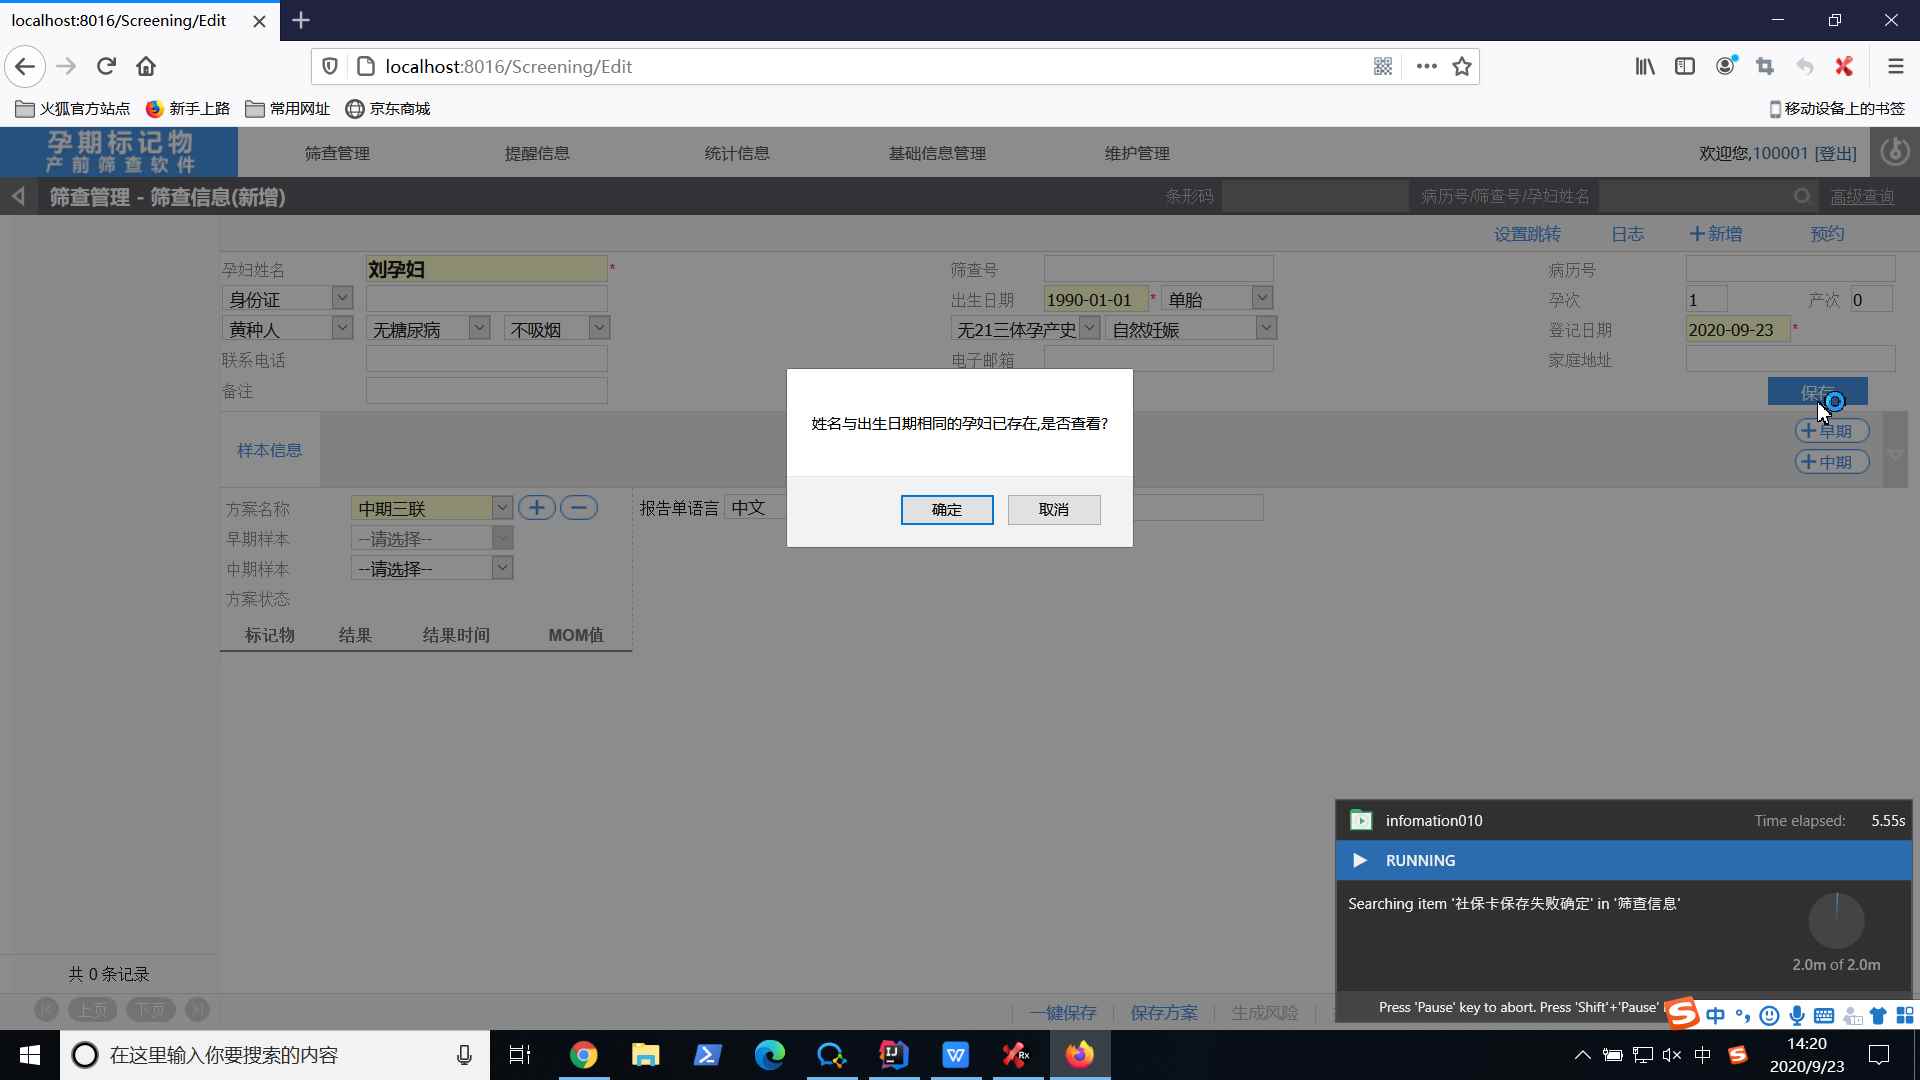 localhost:8016/Screening/Edit
localhost:8016/Screening/Edit
火狐官方站点 新手上路 常用网址 京东商城 移动设备上的书签
孕期标记物
产前筛查软件
筛查管理 提醒信息 统计信息 基础信息管理 维护管理 欢迎您,100001 [登出]
筛查管理 - 筛查信息(新增) 条形码 病历号/筛查号/孕妇姓名 高级查询
设置跳转 日志 新增 预约
孕妇姓名 刘孕妇 * 筛查号 病历号
身份证 出生日期 1990-01-01 * 单胎 孕次 1 产次 0
黄种人 无糖尿病 不吸烟 无21三体孕产史 自然妊娠 登记日期 2020-09-23 *
联系电话 电子邮箱 家庭地址
备注
姓名与出生日期相同的孕妇已存在,是否查看?
确定 取消
样本信息
早期
中期
方案名称 中期三联 报告单语言 中文
早期样本 --请选择--
中期样本 --请选择--
方案状态
标记物 结果 结果时间 MOM值
infomation010 Time elapsed: 5.55s
RUNNING
Searching item '社保卡保存失败确定' in '筛查信息'
2.0m of 2.0m
Press 'Pause' key to abort. Press 'Shift'+'Pause'
共 0 条记录
上页 下页
一键保存 保存方案 生成风险
中
在这里输入你要搜索的内容
中
14:20
2020/9/23